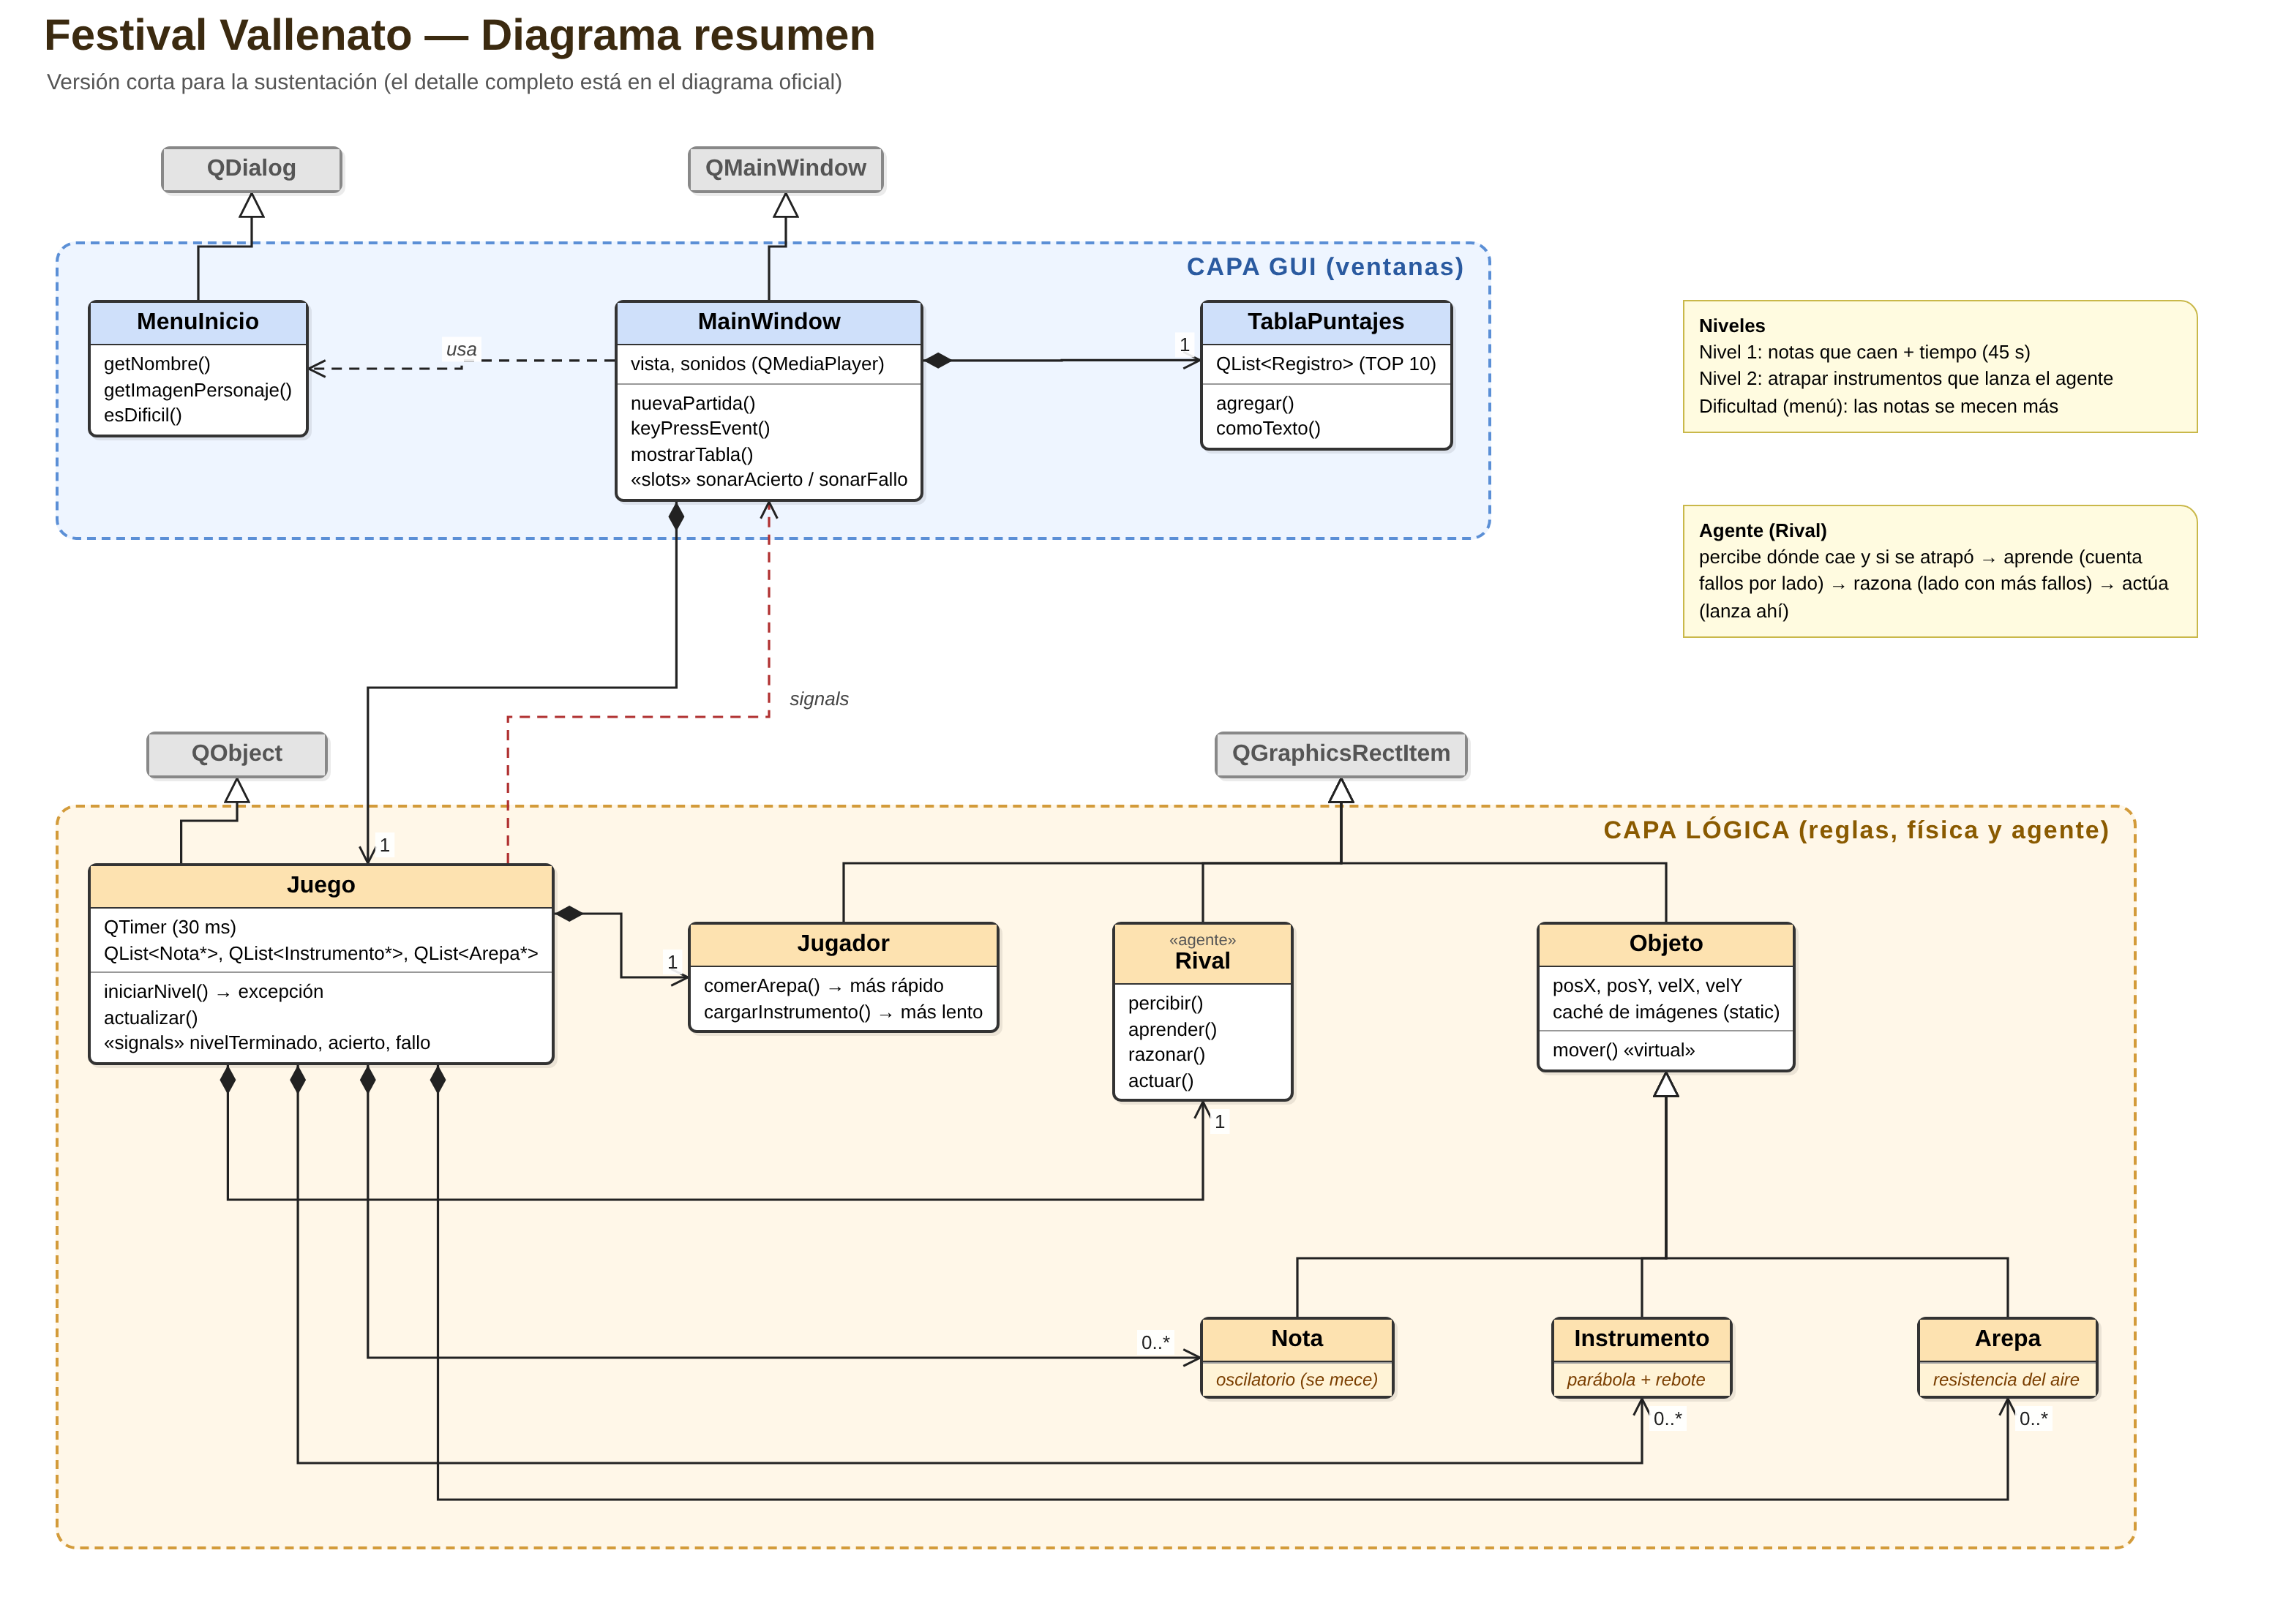 Festival Vallenato — Diagrama resumen
Versión corta para la sustentación (el detalle completo está en el diagrama oficial)
QDialog
QMainWindow
CAPA GUI (ventanas)
MenuInicio
getNombre()
getImagenPersonaje()
esDificil()
usa
MainWindow
vista, sonidos (QMediaPlayer)
nuevaPartida()
keyPressEvent()
mostrarTabla()
«slots» sonarAcierto / sonarFallo
1
TablaPuntajes
QList<Registro> (TOP 10)
agregar()
comoTexto()
Niveles
Nivel 1: notas que caen + tiempo (45 s)
Nivel 2: atrapar instrumentos que lanza el agente
Dificultad (menú): las notas se mecen más
Agente (Rival)
percibe dónde cae y si se atrapó → aprende (cuenta
fallos por lado) → razona (lado con más fallos) → actúa
(lanza ahí)
signals
QObject
QGraphicsRectItem
CAPA LÓGICA (reglas, física y agente)
1
Juego
QTimer (30 ms)
QList<Nota*>, QList<Instrumento*>, QList<Arepa*>
iniciarNivel() → excepción
actualizar()
«signals» nivelTerminado, acierto, fallo
1
Jugador
comerArepa() → más rápido
cargarInstrumento() → más lento
«agente»
Rival
percibir()
aprender()
razonar()
actuar()
1
Objeto
posX, posY, velX, velY
caché de imágenes (static)
mover() «virtual»
0..*
Nota
oscilatorio (se mece)
Instrumento
parábola + rebote
0..*
Arepa
resistencia del aire
0..*